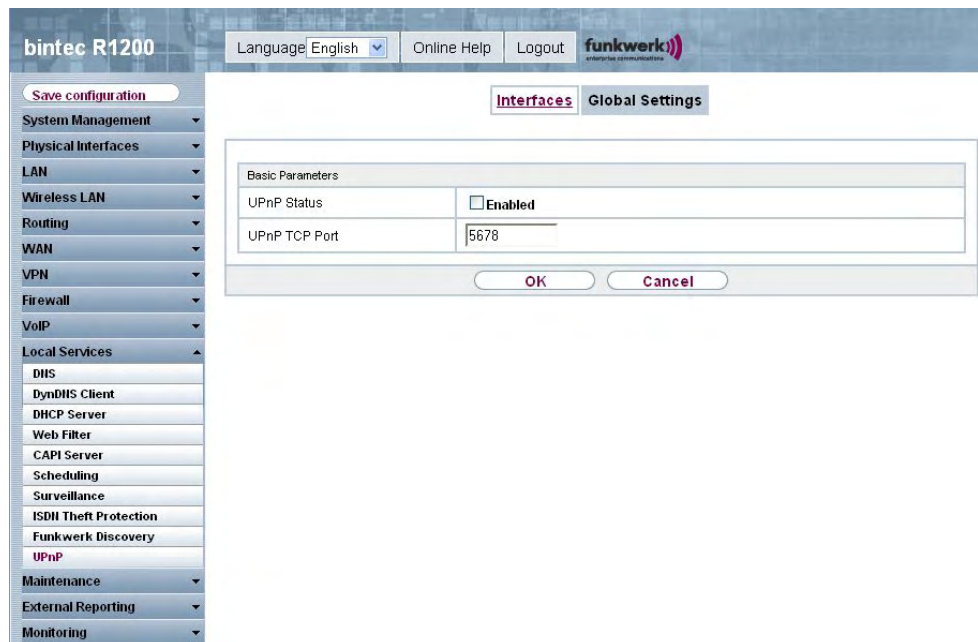 bintec R1200
Language English
Online Help
Logout
funkwerk
enterprise communications
Save configuration
System Management
Physical Interfaces
LAN
Wireless LAN
Routing
WAN
VPN
Firewall
VoIP
Local Services
DNS
DynDNS Client
DHCP Server
Web Filter
CAPI Server
Scheduling
Surveillance
ISDN Theft Protection
Funkwerk Discovery
UPnP
Maintenance
External Reporting
Monitoring
Interfaces
Global Settings
Basic Parameters
UPnP Status
Enabled
UPnP TCP Port
5678
OK
Cancel